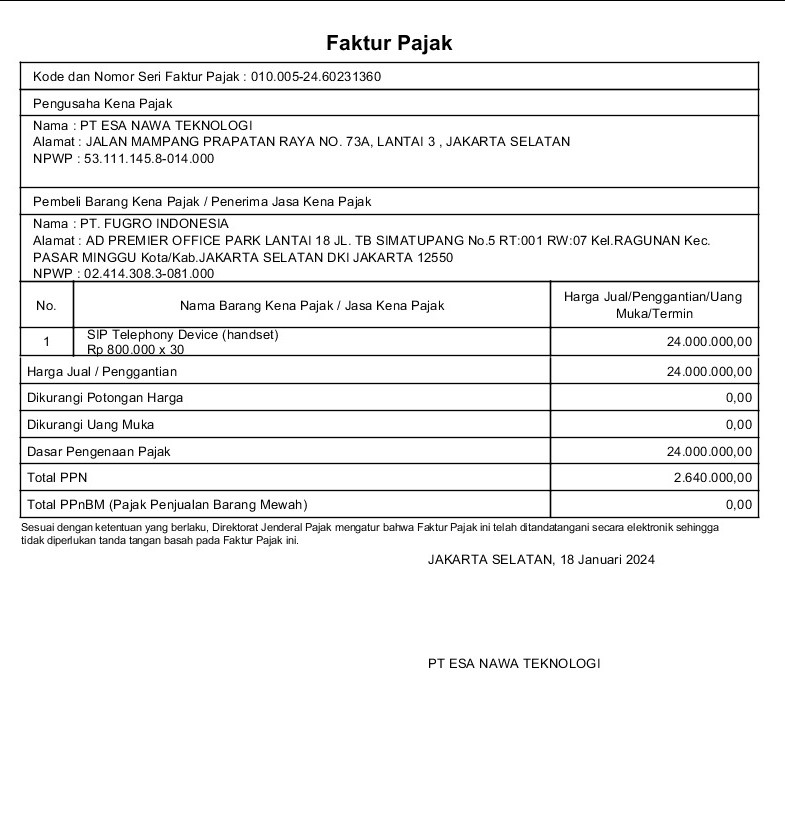 Faktur Pajak
Kode dan Nomor Seri Faktur Pajak : 010.005-24.60231360
Pengusaha Kena Pajak
Nama : PT ESA NAWA TEKNOLOGI
Alamat : JALAN MAMPANG PRAPATAN RAYA NO. 73A, LANTAI 3 , JAKARTA SELATAN
NPWP : 53.111.145.8-014.000
Pembeli Barang Kena Pajak / Penerima Jasa Kena Pajak
Nama : PT. FUGRO INDONESIA
Alamat : AD PREMIER OFFICE PARK LANTAI 18 JL. TB SIMATUPANG No.5 RT:001 RW:07 Kel.RAGUNAN Kec.
PASAR MINGGU Kota/Kab.JAKARTA SELATAN DKI JAKARTA 12550
NPWP : 02.414.308.3-081.000
No. Nama Barang Kena Pajak / Jasa Kena Pajak Harga Jual/Penggantian/Uang
Muka/Termin
1 SIP Telephony Device (handset) 24.000.000,00
Rp 800.000 x 30
Harga Jual / Penggantian 24.000.000,00
Dikurangi Potongan Harga 0,00
Dikurangi Uang Muka 0,00
Dasar Pengenaan Pajak 24.000.000,00
Total PPN 2.640.000,00
Total PPnBM (Pajak Penjualan Barang Mewah) 0,00
Sesuai dengan ketentuan yang berlaku, Direktorat Jenderal Pajak mengatur bahwa Faktur Pajak ini telah ditandatangani secara elektronik sehingga
tidak diperlukan tanda tangan basah pada Faktur Pajak ini.
JAKARTA SELATAN, 18 Januari 2024
PT ESA NAWA TEKNOLOGI